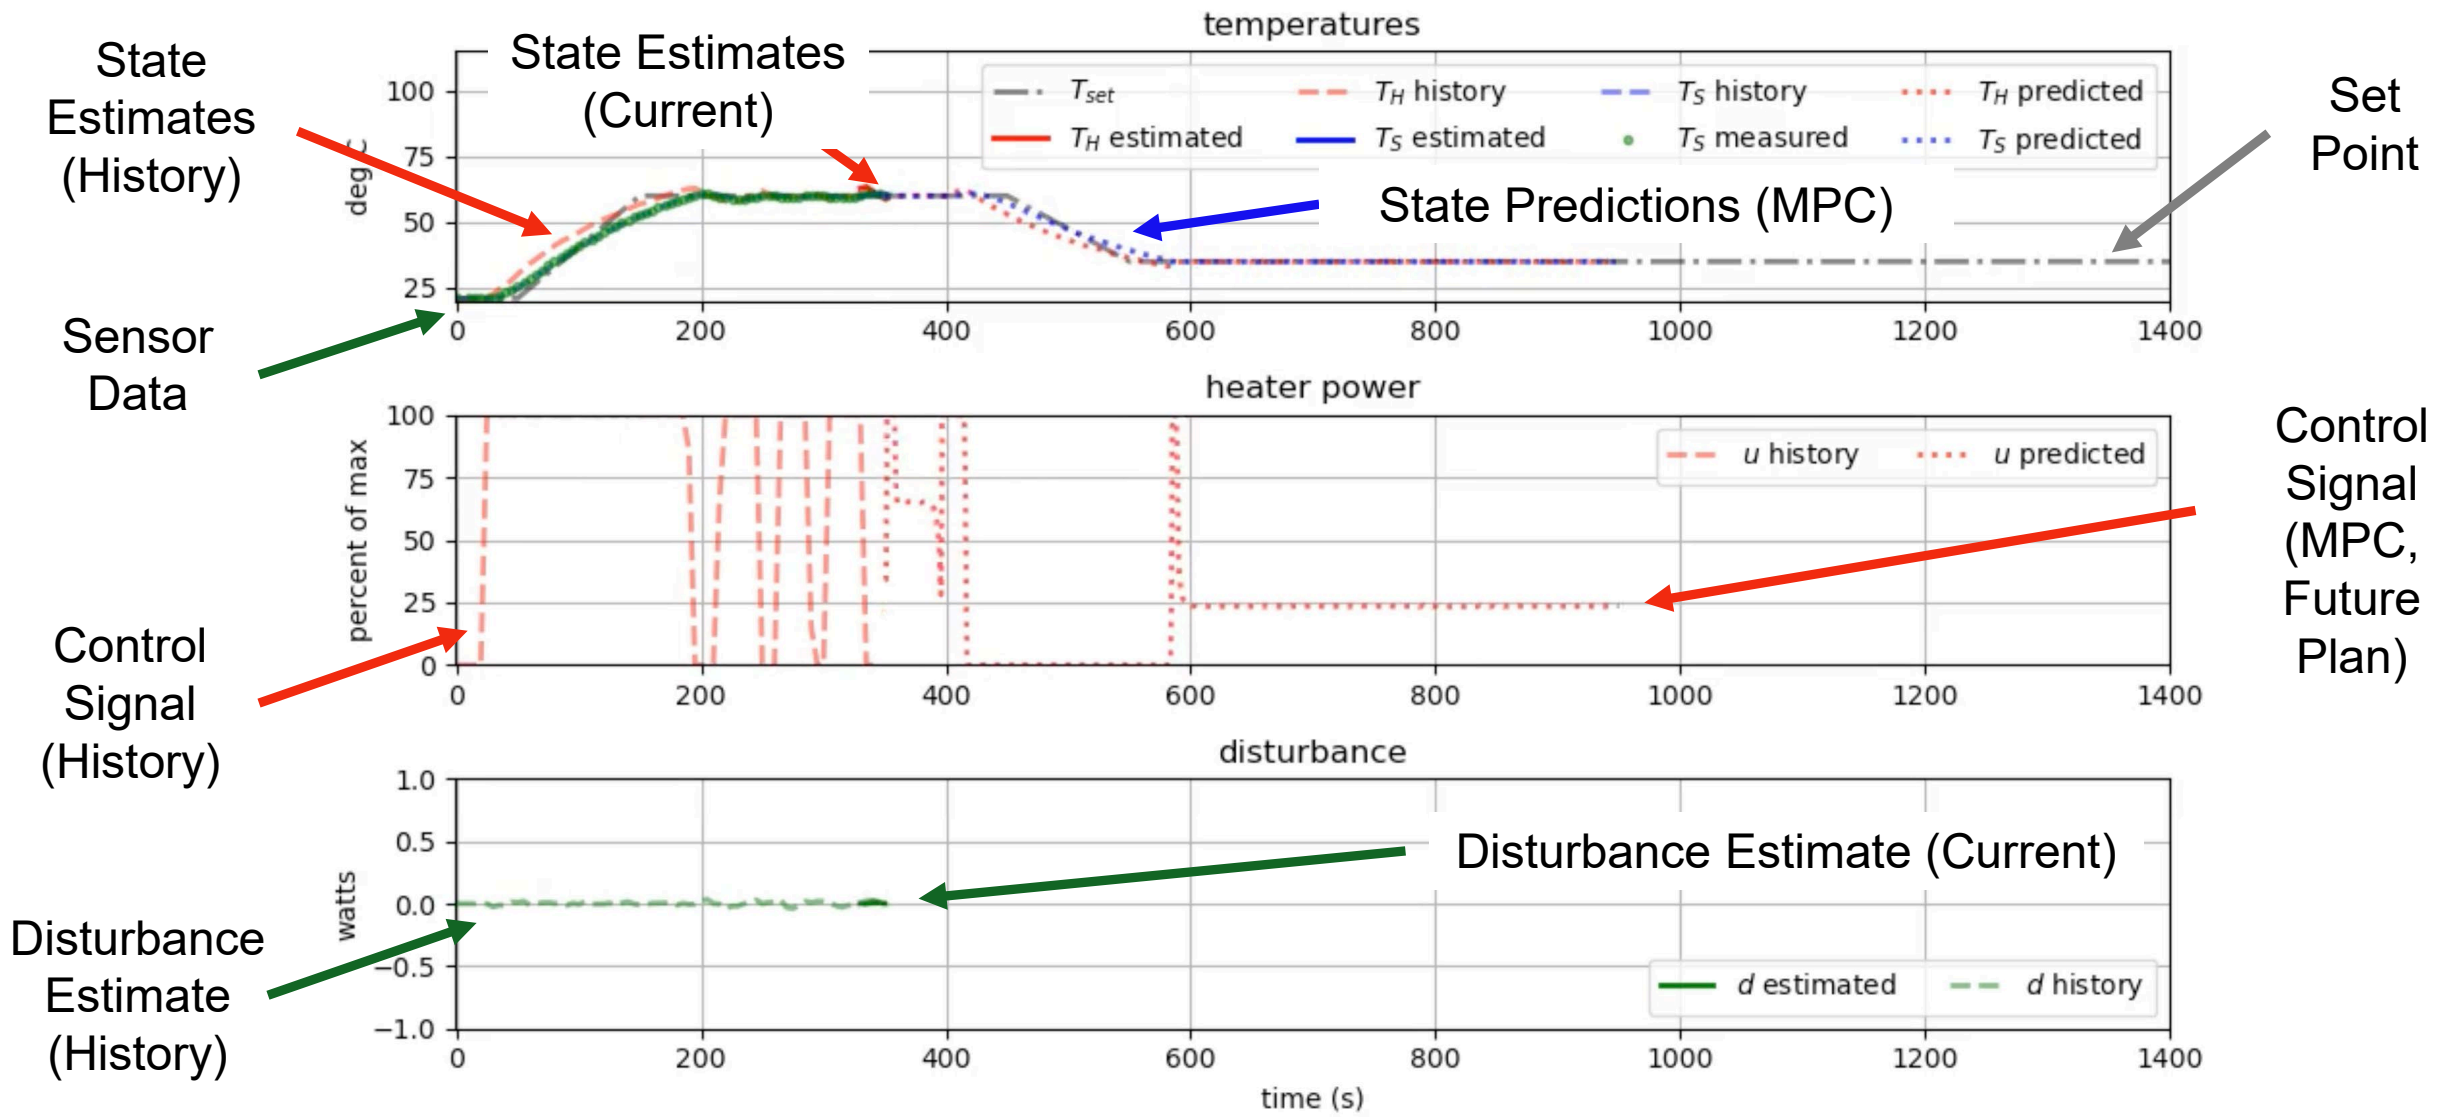 temperatures
State
Estimates
(History)
State Estimates
(Current)
Set
Point
Sensor
Data
deg C
100
75
50
25
T_set
T_H history
T_S history
T_H predicted
T_H estimated
T_S estimated
T_S measured
T_S predicted
State Predictions (MPC)
0 200 400 600 800 1000 1200 1400
heater power
Control
Signal
(History)
percent of max
100
75
50
25
0
u history
u predicted
Control
Signal
(MPC,
Future
Plan)
0 200 400 600 800 1000 1200 1400
disturbance
Disturbance
Estimate
(History)
watts
1.0
0.5
0.0
−0.5
−1.0
Disturbance Estimate (Current)
d estimated
d history
0 200 400 600 800 1000 1200 1400
time (s)